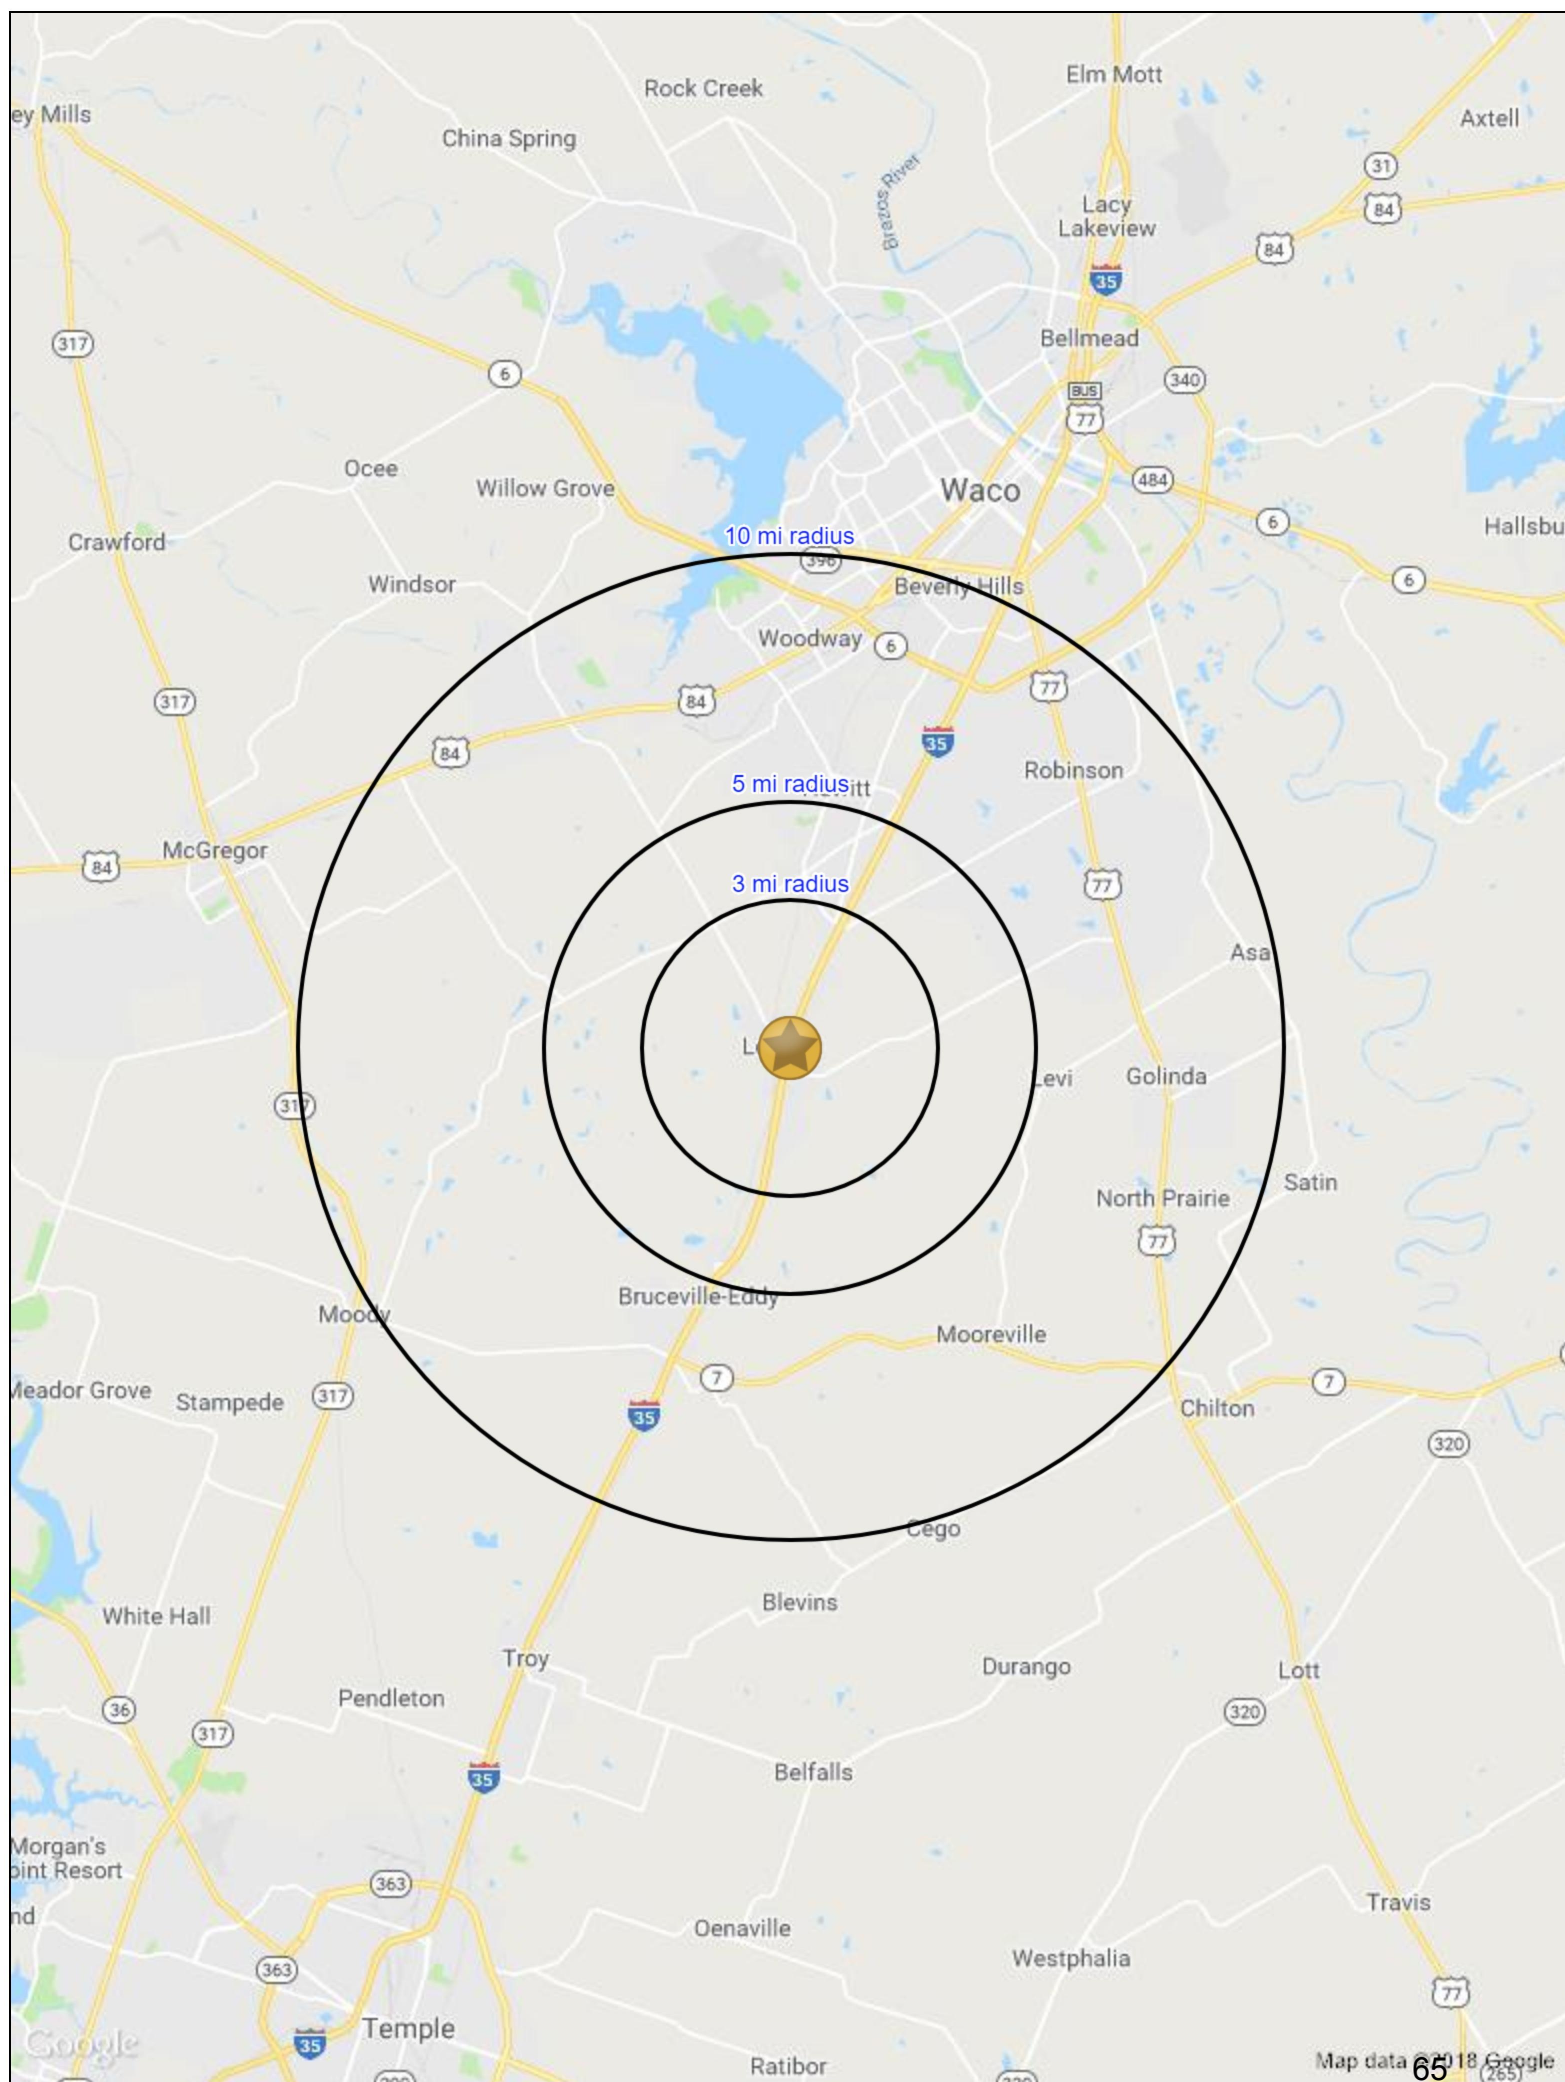 Elm Mott
Rock Creek
ey Mills
Axtell
China Spring
31
Brazos River
Lacy
Lakeview
84
84
35
Bellmead
317
6
340
BUS
77
Ocee
Willow Grove
484
Waco
6
Hallsbu
Crawford
10 mi radius
396
6
Windsor
Beverly Hills
Woodway
6
77
317
84
35
84
Robinson
5 mi radius
itt
McGregor
84
3 mi radius
77
Asa
L
Levi
Golinda
317
Satin
North Prairie
77
Bruceville-Eddy
Moody
Mooreville
7
7
Meador Grove
Stampede
317
Chilton
35
320
Cego
Blevins
White Hall
Troy
Durango
Lott
Pendleton
36
320
317
Belfalls
35
Morgan's
oint Resort
363
Travis
nd
Oenaville
Westphalia
363
77
Temple
35
Google
Ratibor
Map data ©2018 Google
65